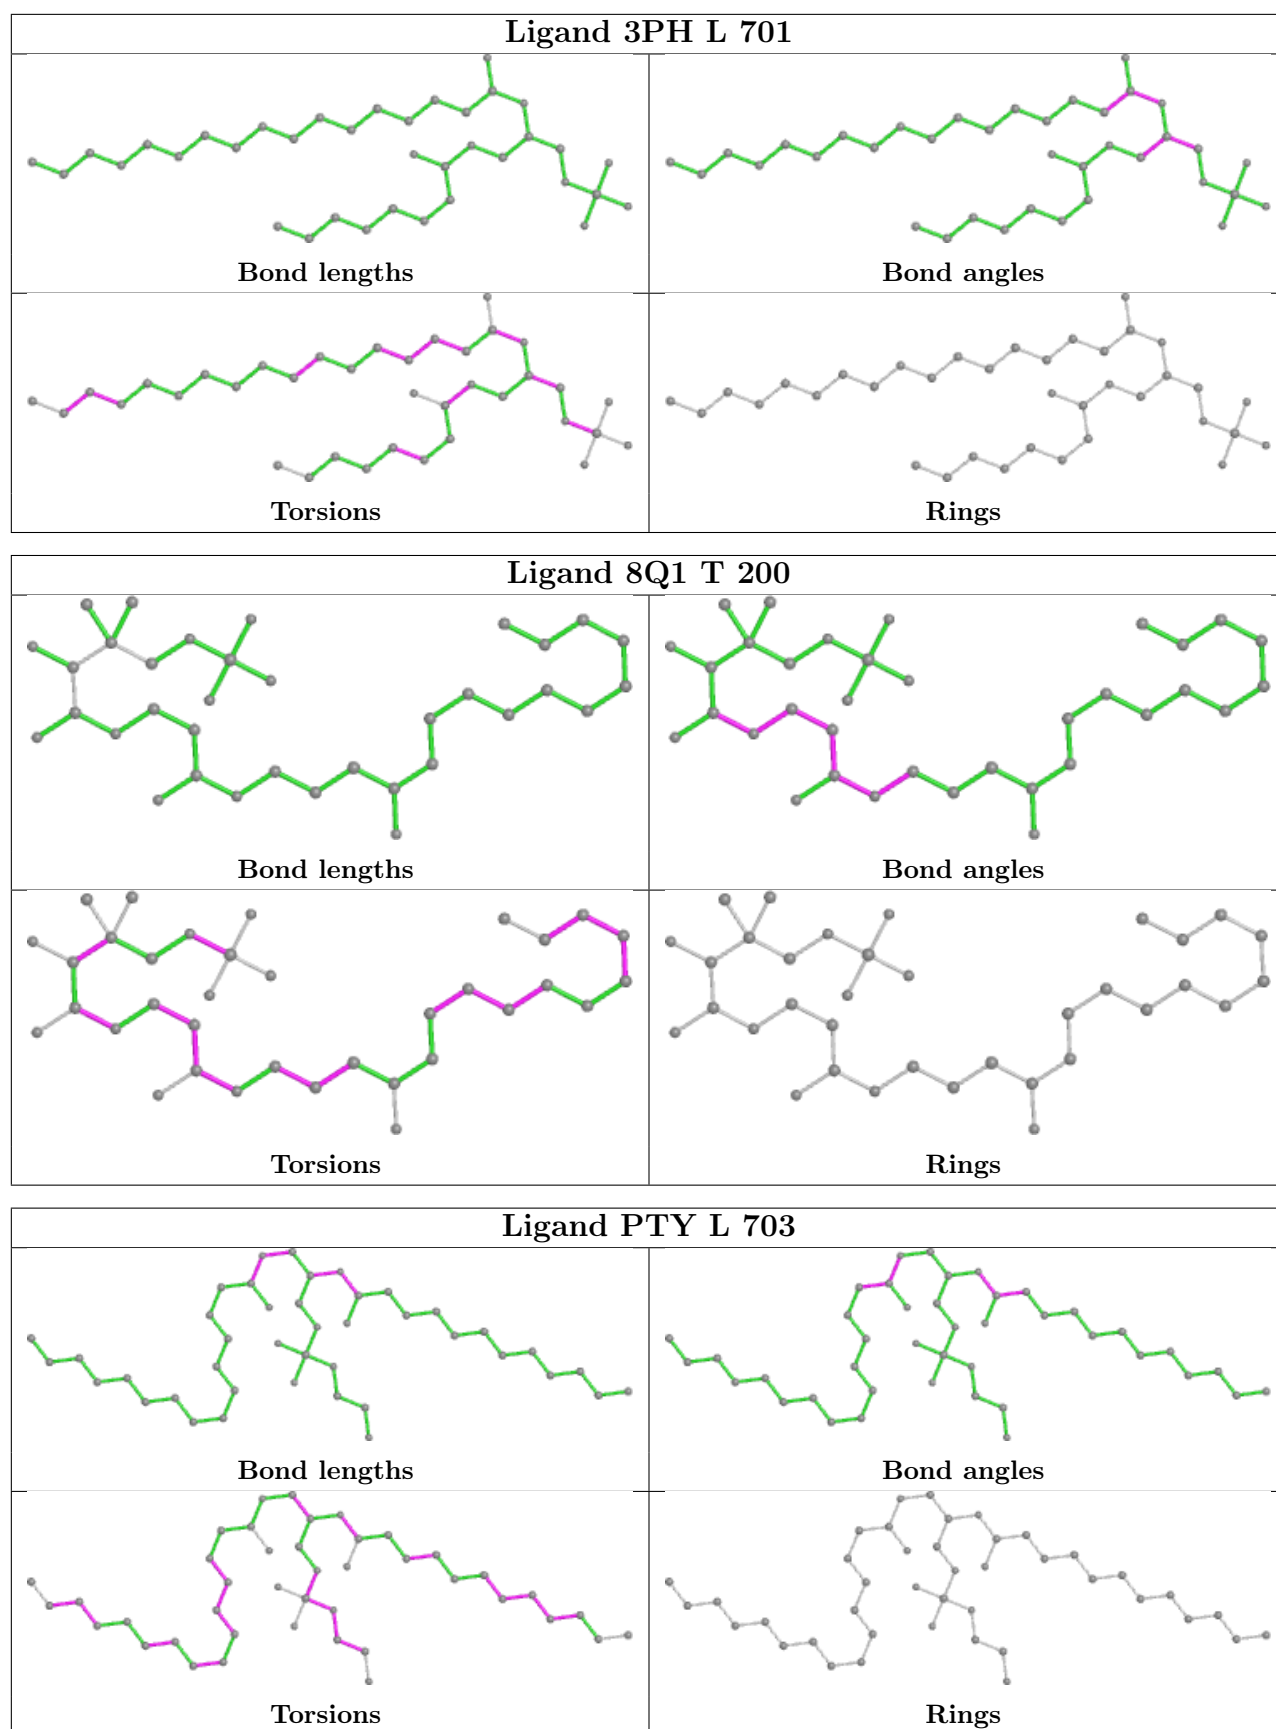 Ligand 3PH L 701
Bond lengths
Bond angles
Torsions
Rings
Ligand 8Q1 T 200
Bond lengths
Bond angles
Torsions
Rings
Ligand PTY L 703
Bond lengths
Bond angles
Torsions
Rings